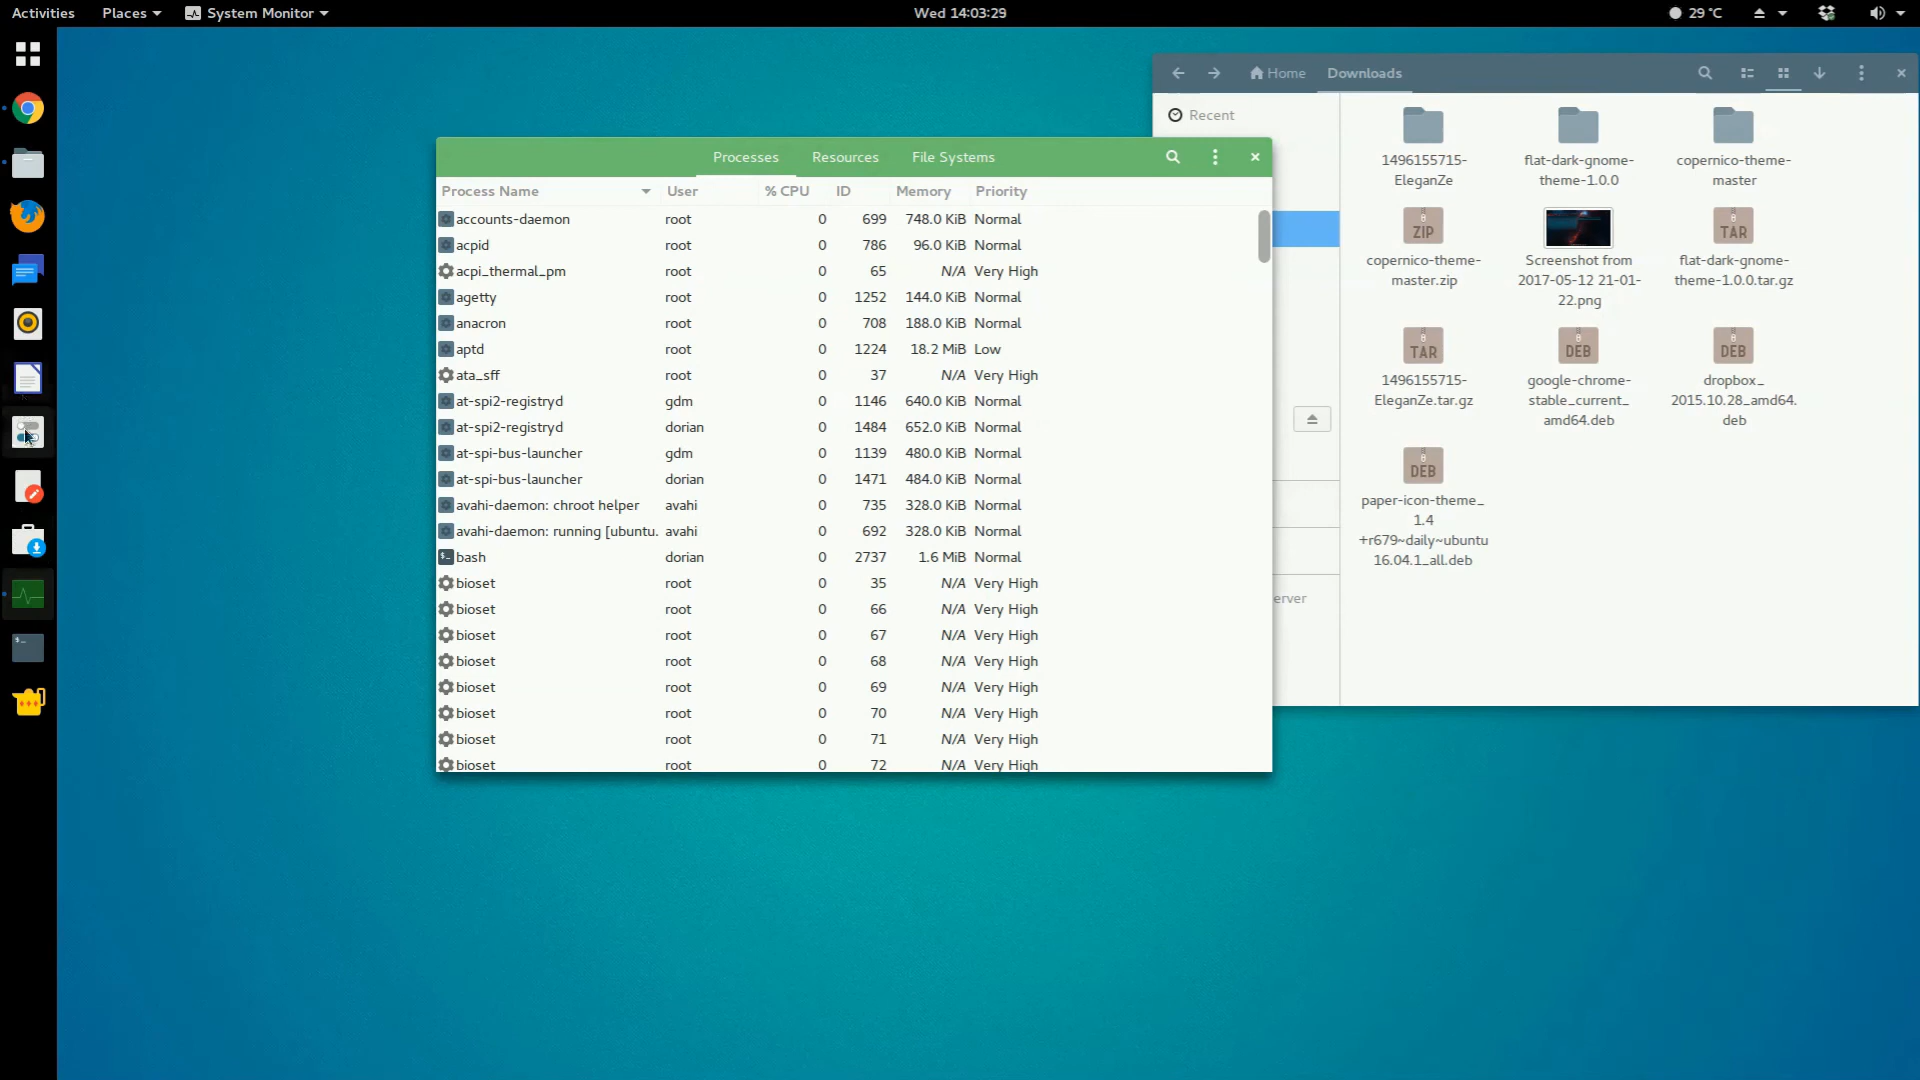 Activities Places System Monitor Wed 14:03:29 29 °C
Home Downloads
Recent
Processes Resources File Systems
Process Name User % CPU ID Memory Priority
accounts-daemon root 0 699 748.0 KiB Normal
acpid root 0 786 96.0 KiB Normal
acpi_thermal_pm root 0 65 N/A Very High
agetty root 0 1252 144.0 KiB Normal
anacron root 0 708 188.0 KiB Normal
aptd root 0 1224 18.2 MiB Low
ata_sff root 0 37 N/A Very High
at-spi2-registryd gdm 0 1146 640.0 KiB Normal
at-spi2-registryd dorian 0 1484 652.0 KiB Normal
at-spi-bus-launcher gdm 0 1139 480.0 KiB Normal
at-spi-bus-launcher dorian 0 1471 484.0 KiB Normal
avahi-daemon: chroot helper avahi 0 735 328.0 KiB Normal
avahi-daemon: running [ubuntu. avahi 0 692 328.0 KiB Normal
bash dorian 0 2737 1.6 MiB Normal
bioset root 0 35 N/A Very High
bioset root 0 66 N/A Very High
bioset root 0 67 N/A Very High
bioset root 0 68 N/A Very High
bioset root 0 69 N/A Very High
bioset root 0 70 N/A Very High
bioset root 0 71 N/A Very High
bioset root 0 72 N/A Very High
erver
1496155715-
EleganZe
flat-dark-gnome-
theme-1.0.0
copernico-theme-
master
ZIP
copernico-theme-
master.zip
Screenshot from
2017-05-12 21-01-
22.png
TAR
flat-dark-gnome-
theme-1.0.0.tar.gz
TAR
1496155715-
EleganZe.tar.gz
DEB
google-chrome-
stable_current_
amd64.deb
DEB
dropbox_
2015.10.28_amd64.
deb
DEB
paper-icon-theme_
1.4
+r679~daily~ubuntu
16.04.1_all.deb